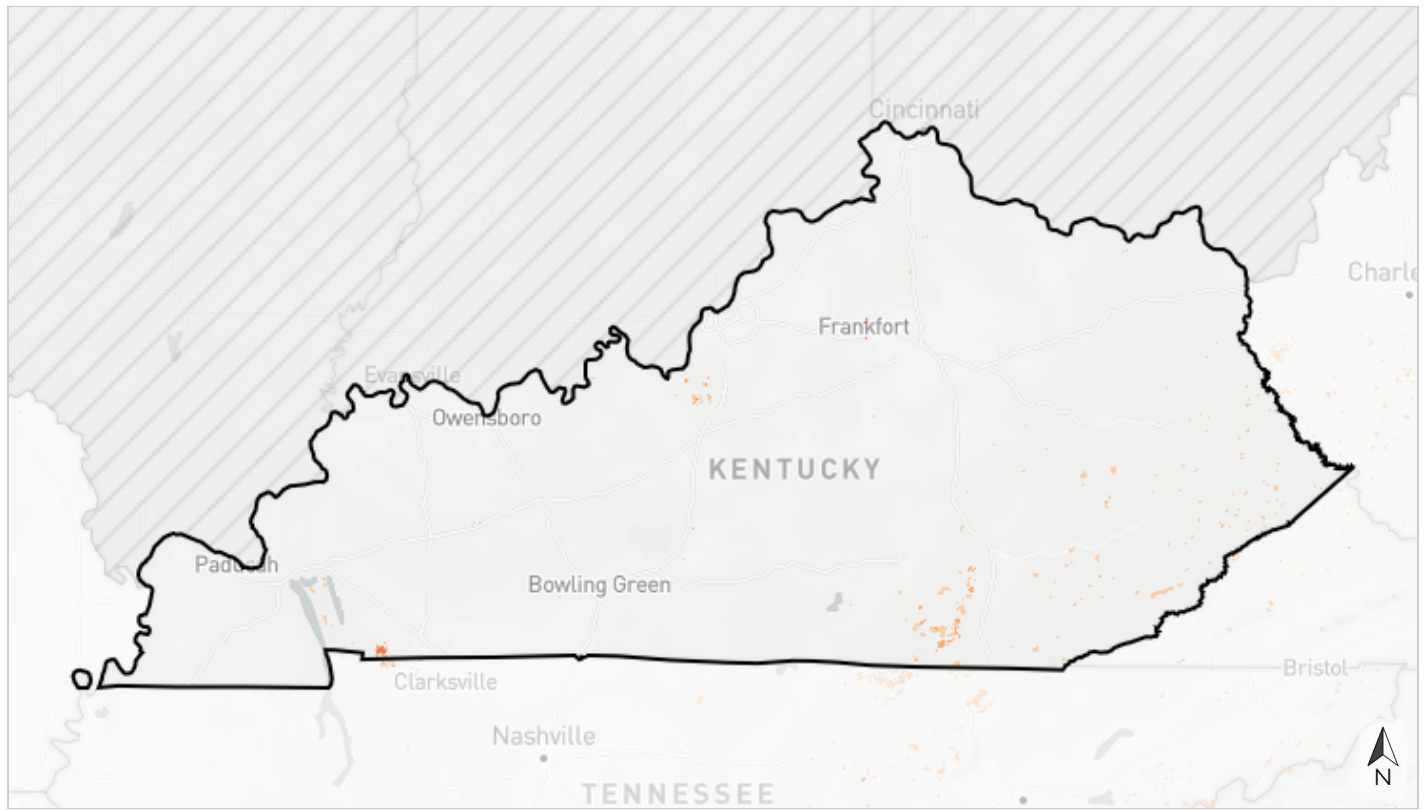 Cincinnati
Charle
Frankfort
Evansville
Owensboro
KENTUCKY
Paducah
Bowling Green
Clarksville
Bristol
Nashville
TENNESSEE
N